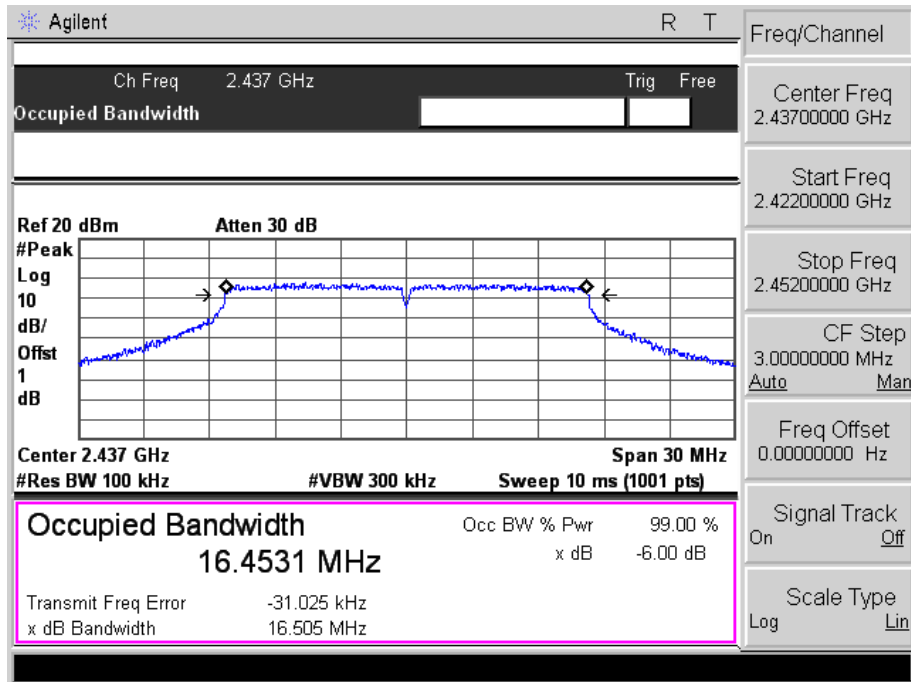 Agilent R T
Freq/Channel
Ch Freq 2.437 GHz Trig Free
Occupied Bandwidth
Center Freq
2.43700000 GHz
Start Freq
2.42200000 GHz
Stop Freq
2.45200000 GHz
CF Step
3.00000000 MHz
Auto Man
Freq Offset
0.00000000 Hz
Signal Track
On Off
Scale Type
Log Lin
Ref 20 dBm Atten 30 dB
#Peak
Log
10
dB/
Offst
1
dB
Center 2.437 GHz Span 30 MHz
#Res BW 100 kHz #VBW 300 kHz Sweep 10 ms (1001 pts)
Occupied Bandwidth Occ BW % Pwr 99.00 %
16.4531 MHz x dB -6.00 dB
Transmit Freq Error -31.025 kHz
x dB Bandwidth 16.505 MHz